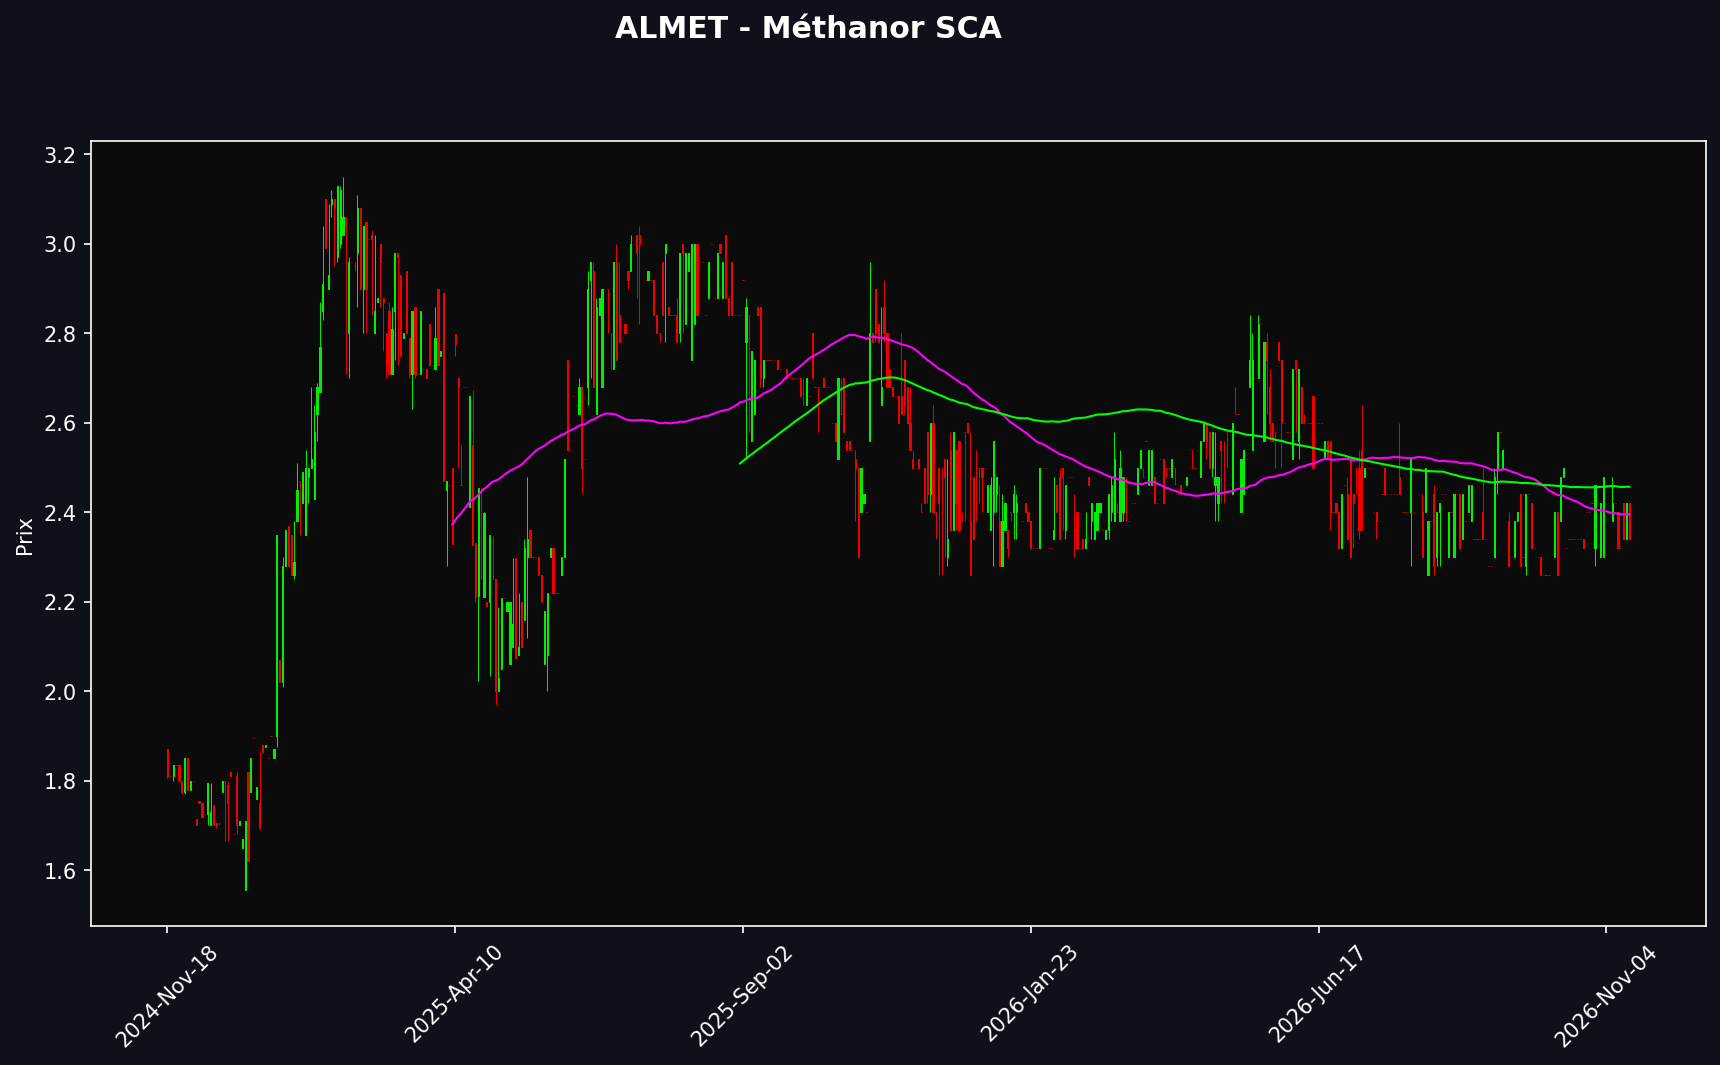 ALMET - Méthanor SCA
Prix
3.2
3.0
2.8
2.6
2.4
2.2
2.0
1.8
1.6
2024-Nov-18
2025-Apr-10
2025-Sep-02
2026-Jan-23
2026-Jun-17
2026-Nov-04